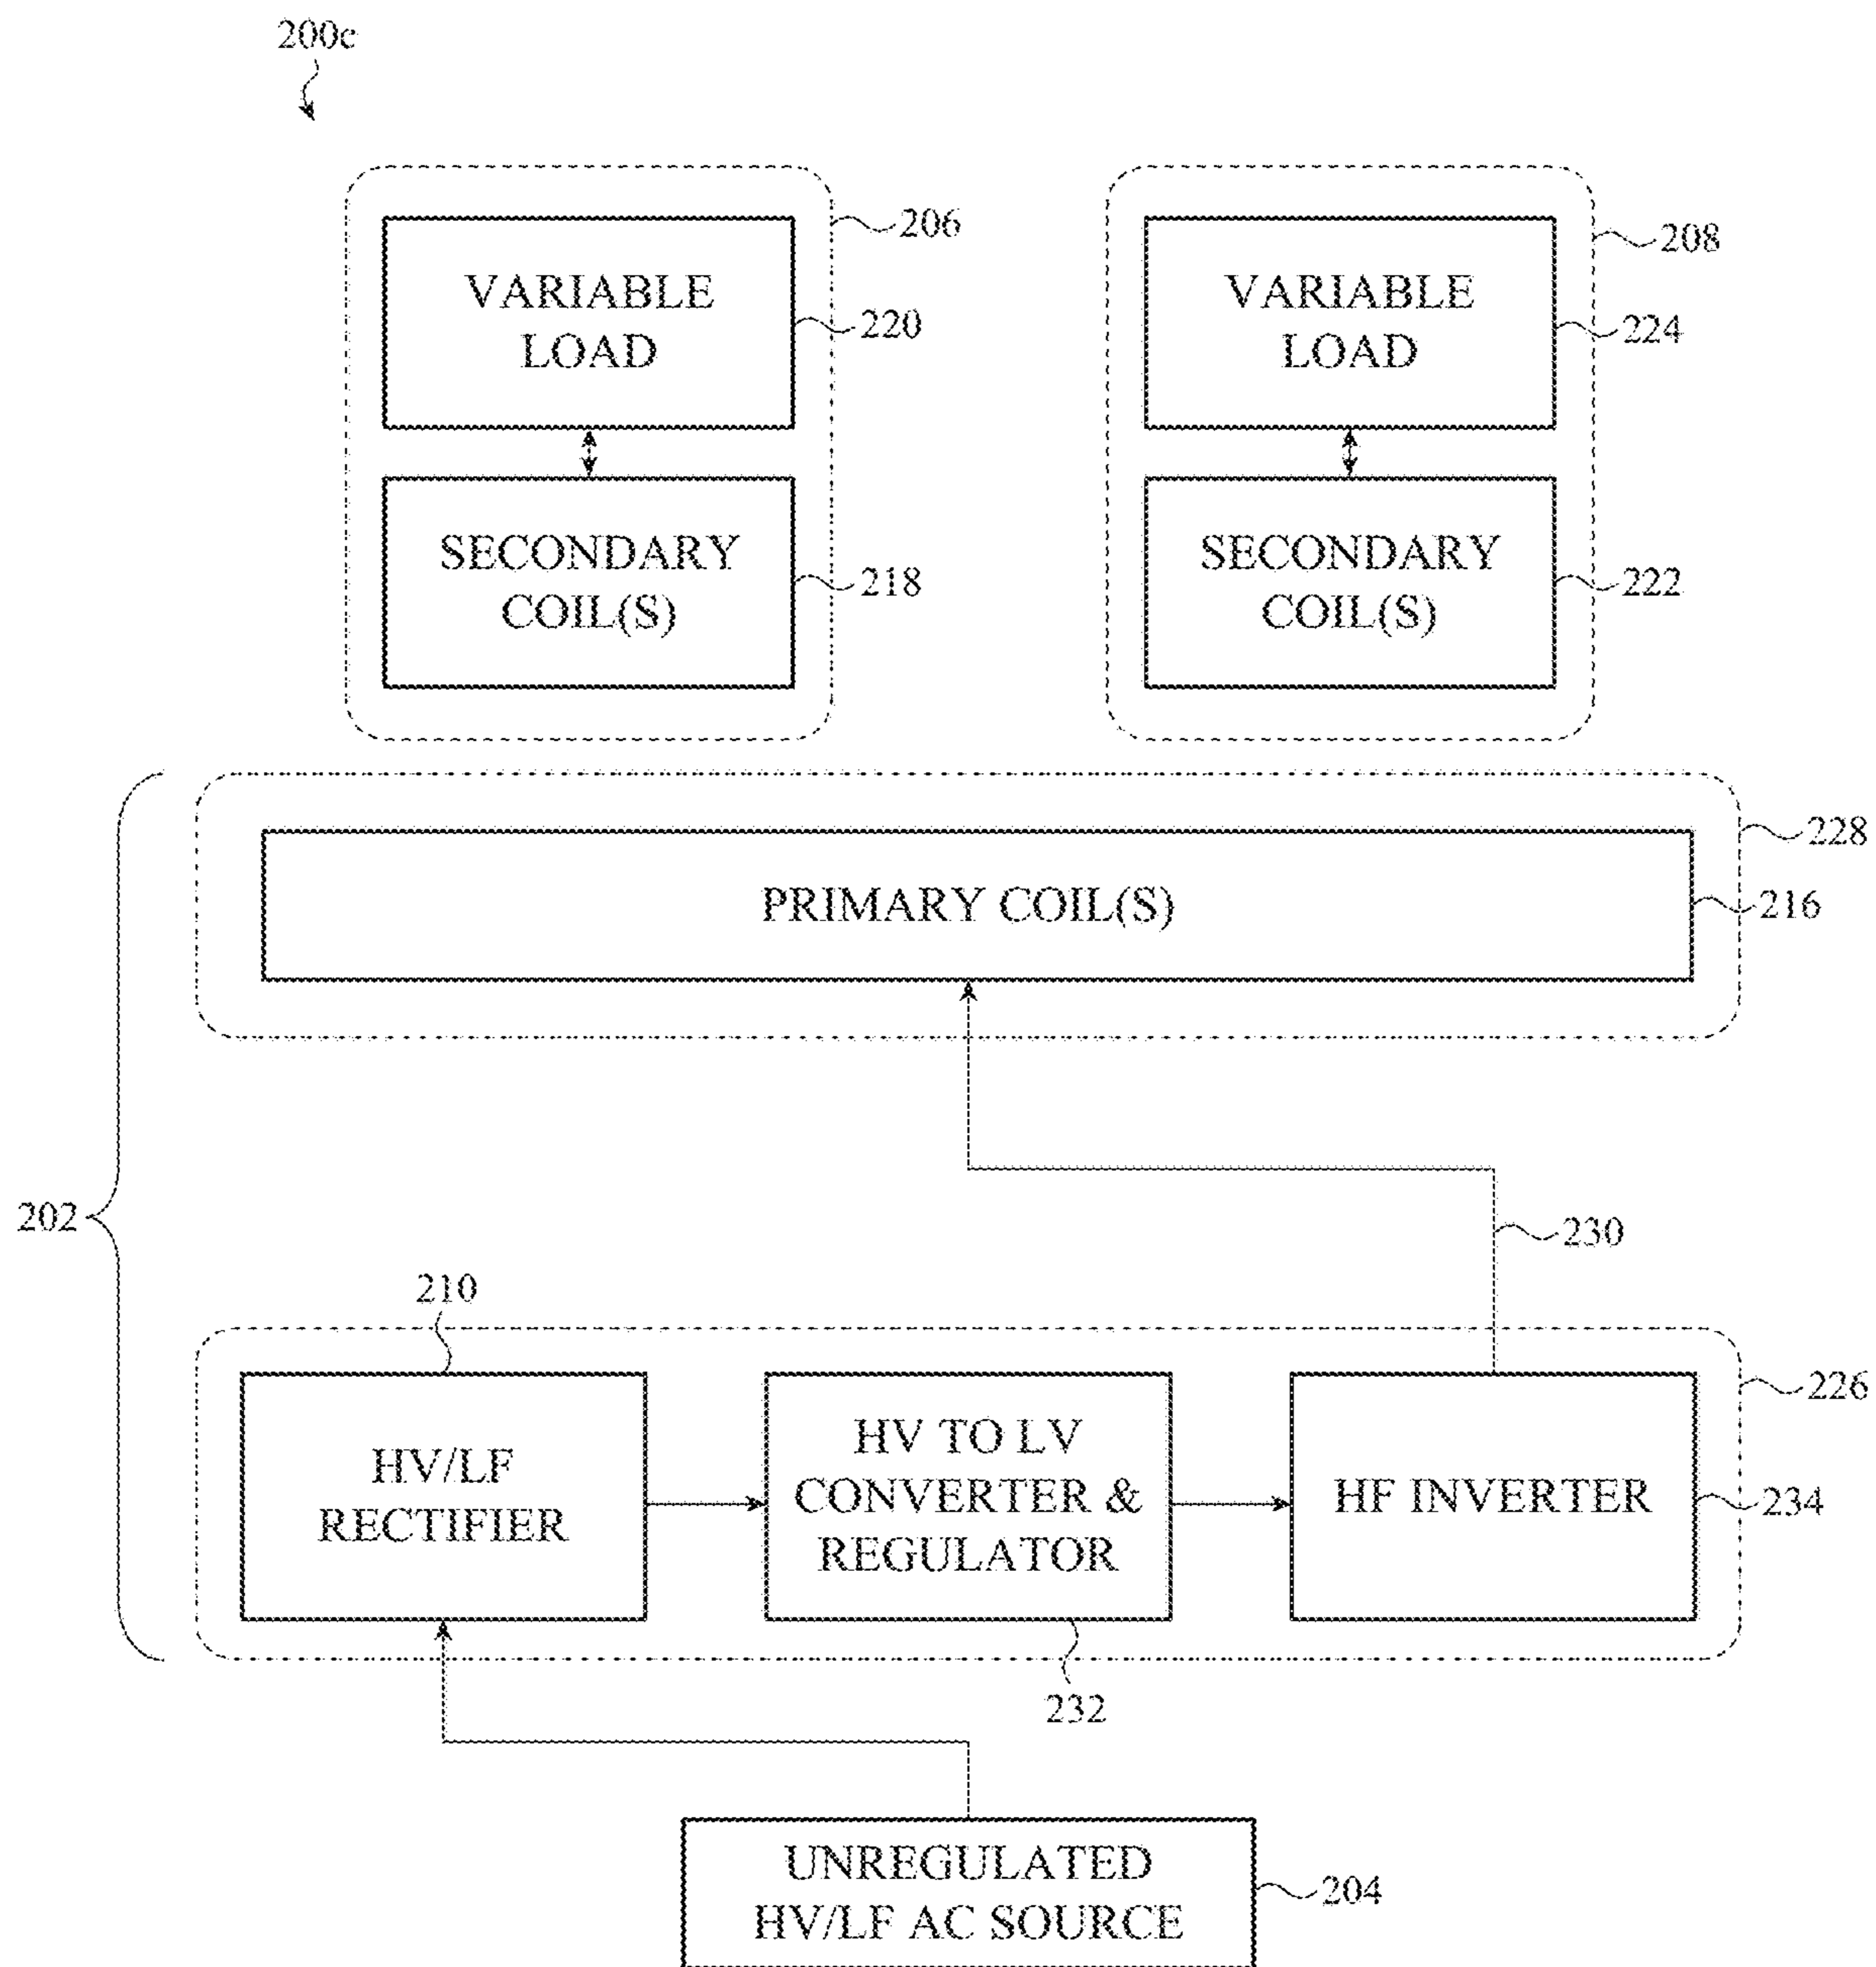 200c
206
VARIABLE
LOAD
220
SECONDARY
COIL(S)
218
208
VARIABLE
LOAD
224
SECONDARY
COIL(S)
222
228
PRIMARY COIL(S)
216
202
230
210
226
HV/LF
RECTIFIER
HV TO LV
CONVERTER &
REGULATOR
HF INVERTER
234
232
UNREGULATED
HV/LF AC SOURCE
204